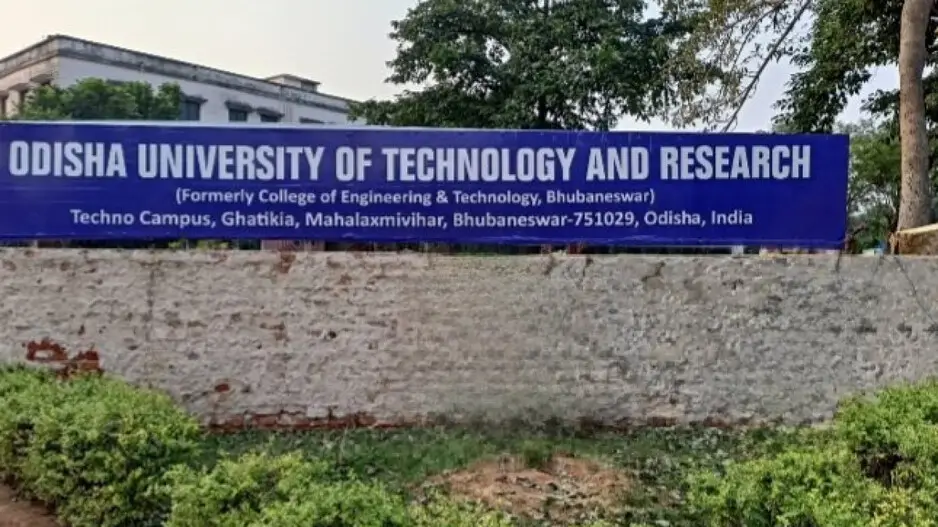 ODISHA UNIVERSITY OF TECHNOLOGY AND RESEARCH
(Formerly College of Engineering & Technology, Bhubaneswar)
Techno Campus, Ghatikia, Mahalaxmivihar, Bhubaneswar-751029, Odisha, India